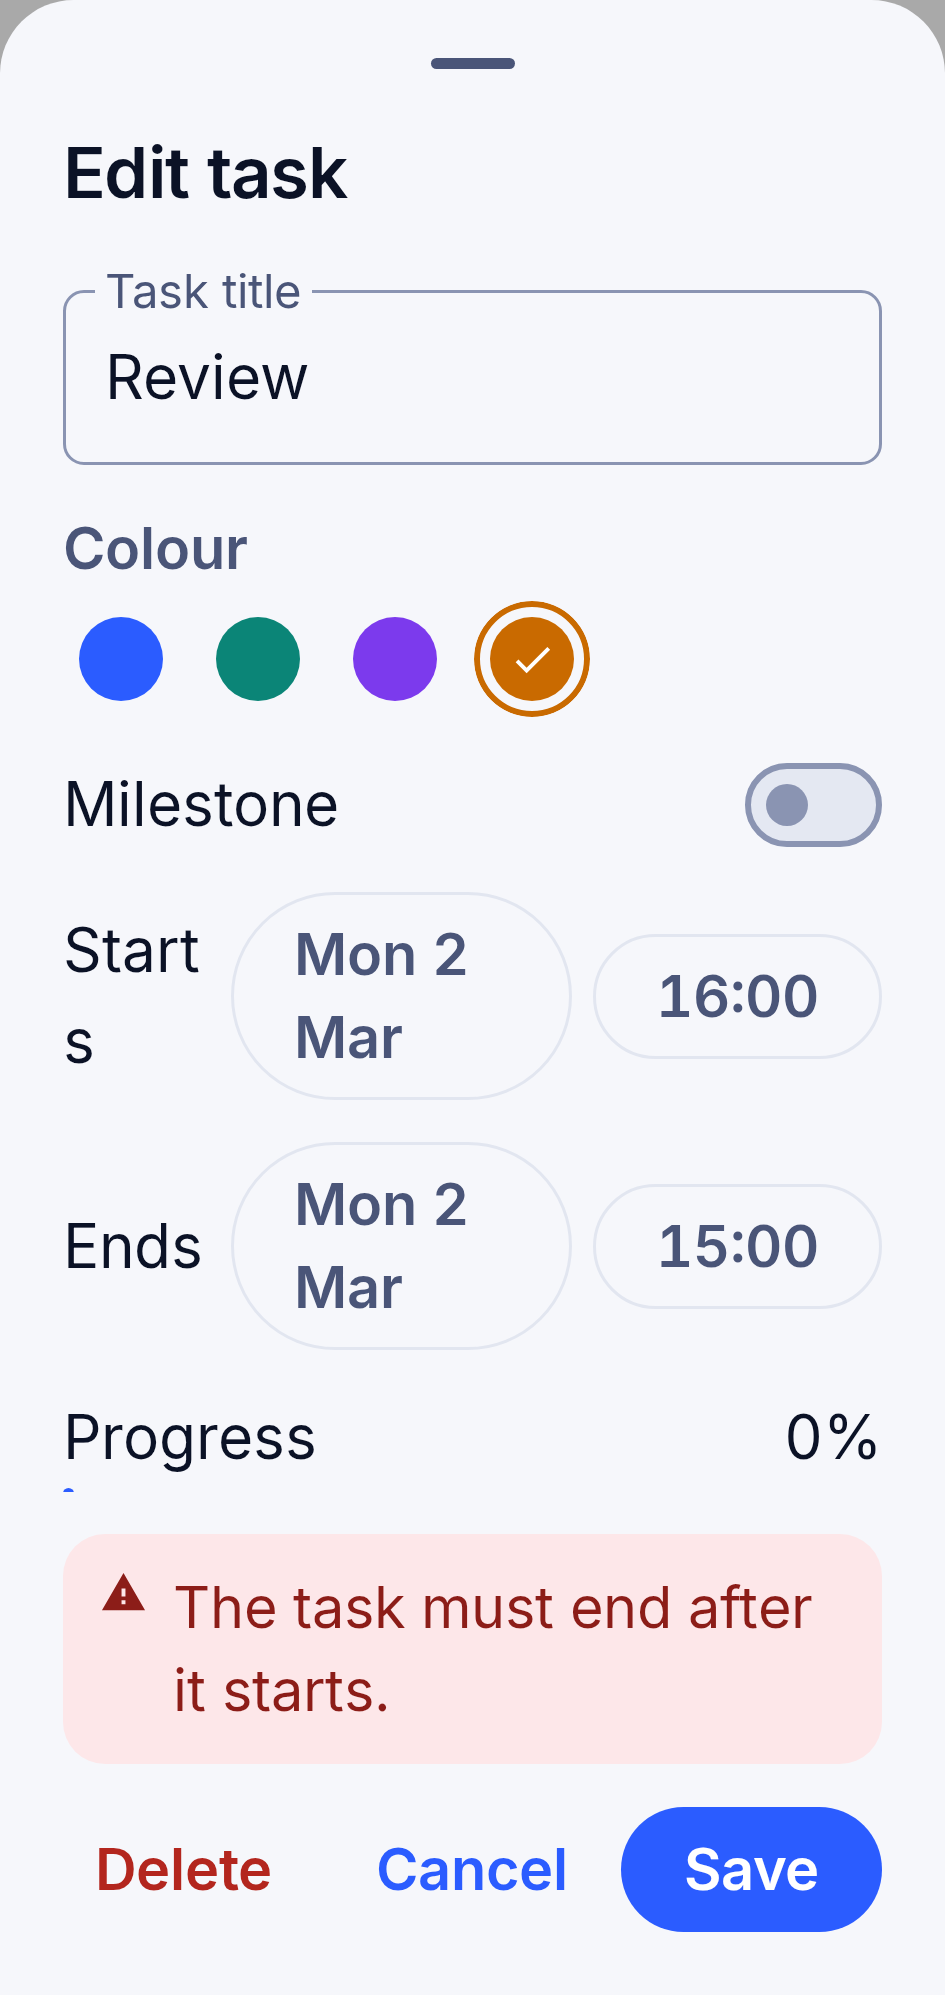 Edit task
Task title
Review
Colour
Milestone
Start
s
Mon 2
Mar
16:00
Ends
Mon 2
Mar
15:00
Progress 0%
The task must end after
it starts.
Delete Cancel Save